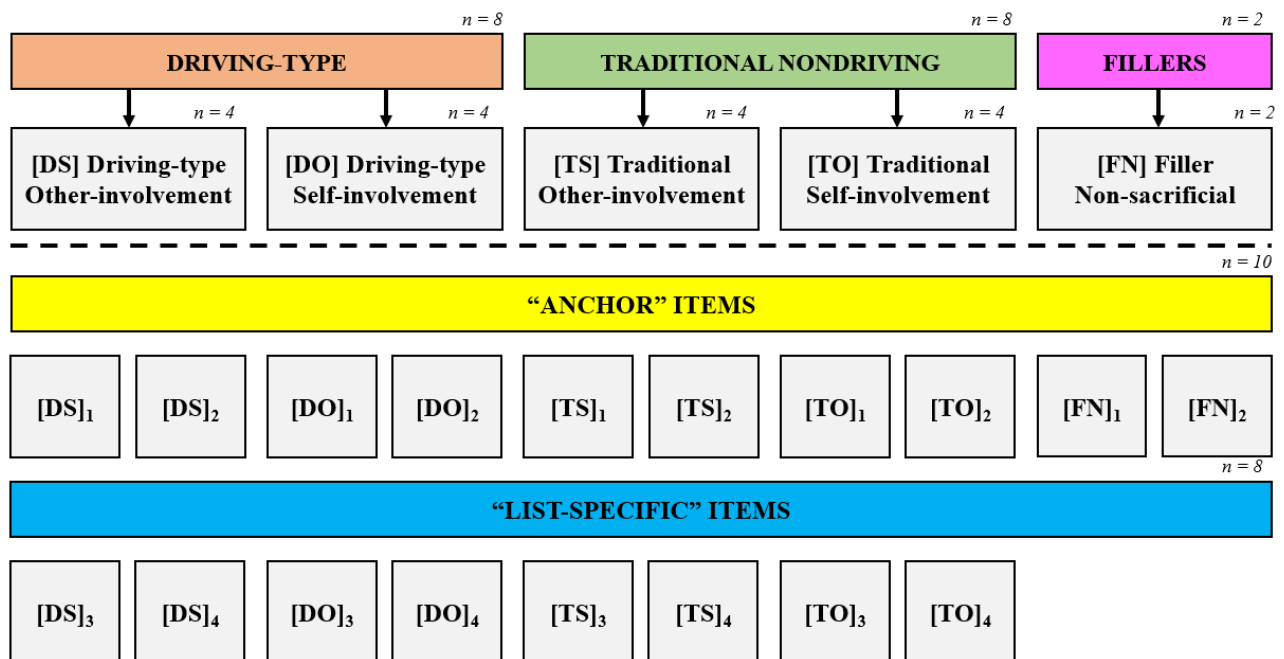 n = 8
n = 8
n = 2
DRIVING-TYPE
TRADITIONAL NONDRIVING
FILLERS
n = 4
n = 4
n = 4
n = 4
n = 2
[DS] Driving-type
Other-involvement
[DO] Driving-type
Self-involvement
[TS] Traditional
Other-involvement
[TO] Traditional
Self-involvement
[FN] Filler
Non-sacrificial
n = 10
“ANCHOR” ITEMS
[DS]₁
[DS]₂
[DO]₁
[DO]₂
[TS]₁
[TS]₂
[TO]₁
[TO]₂
[FN]₁
[FN]₂
n = 8
“LIST-SPECIFIC” ITEMS
[DS]₃
[DS]₄
[DO]₃
[DO]₄
[TS]₃
[TS]₄
[TO]₃
[TO]₄